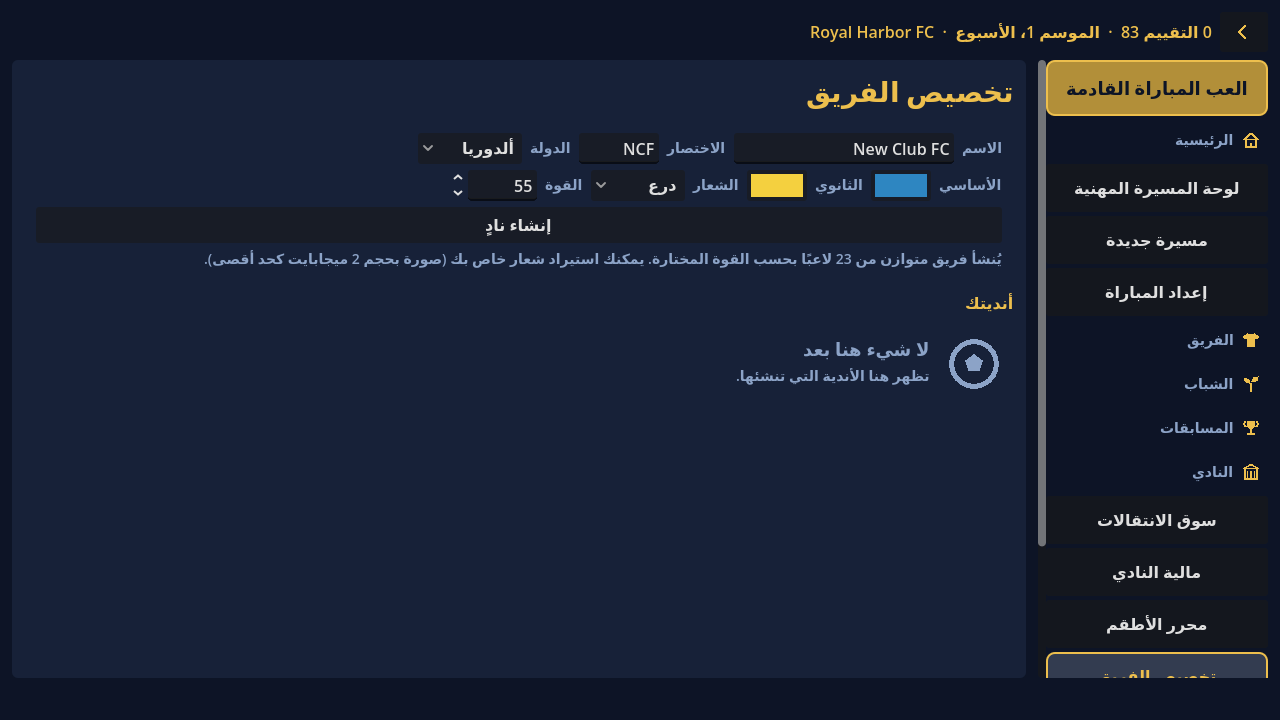 Royal Harbor FC · الموسم 1، الأسبوع 0 التقييم 83 ·
العب المباراة القادمة
الرئيسية
لوحة المسيرة المهنية
مسيرة جديدة
إعداد المباراة
الفريق
الشباب
المسابقات
النادي
سوق الانتقالات
مالية النادي
محرر الأطقم
تخصيص الفريق
تخصيص الفريق
الاسم New Club FC الاختصار NCF الدولة ألدوريا
الأساسي الثانوي الشعار درع القوة 55
إنشاء نادٍ
يُنشأ فريق متوازن من 23 لاعبًا بحسب القوة المختارة. يمكنك استيراد شعار خاص بك (صورة بحجم 2 ميجابايت كحد أقصى).
أنديتك
لا شيء هنا بعد
تظهر هنا الأندية التي تنشئها.